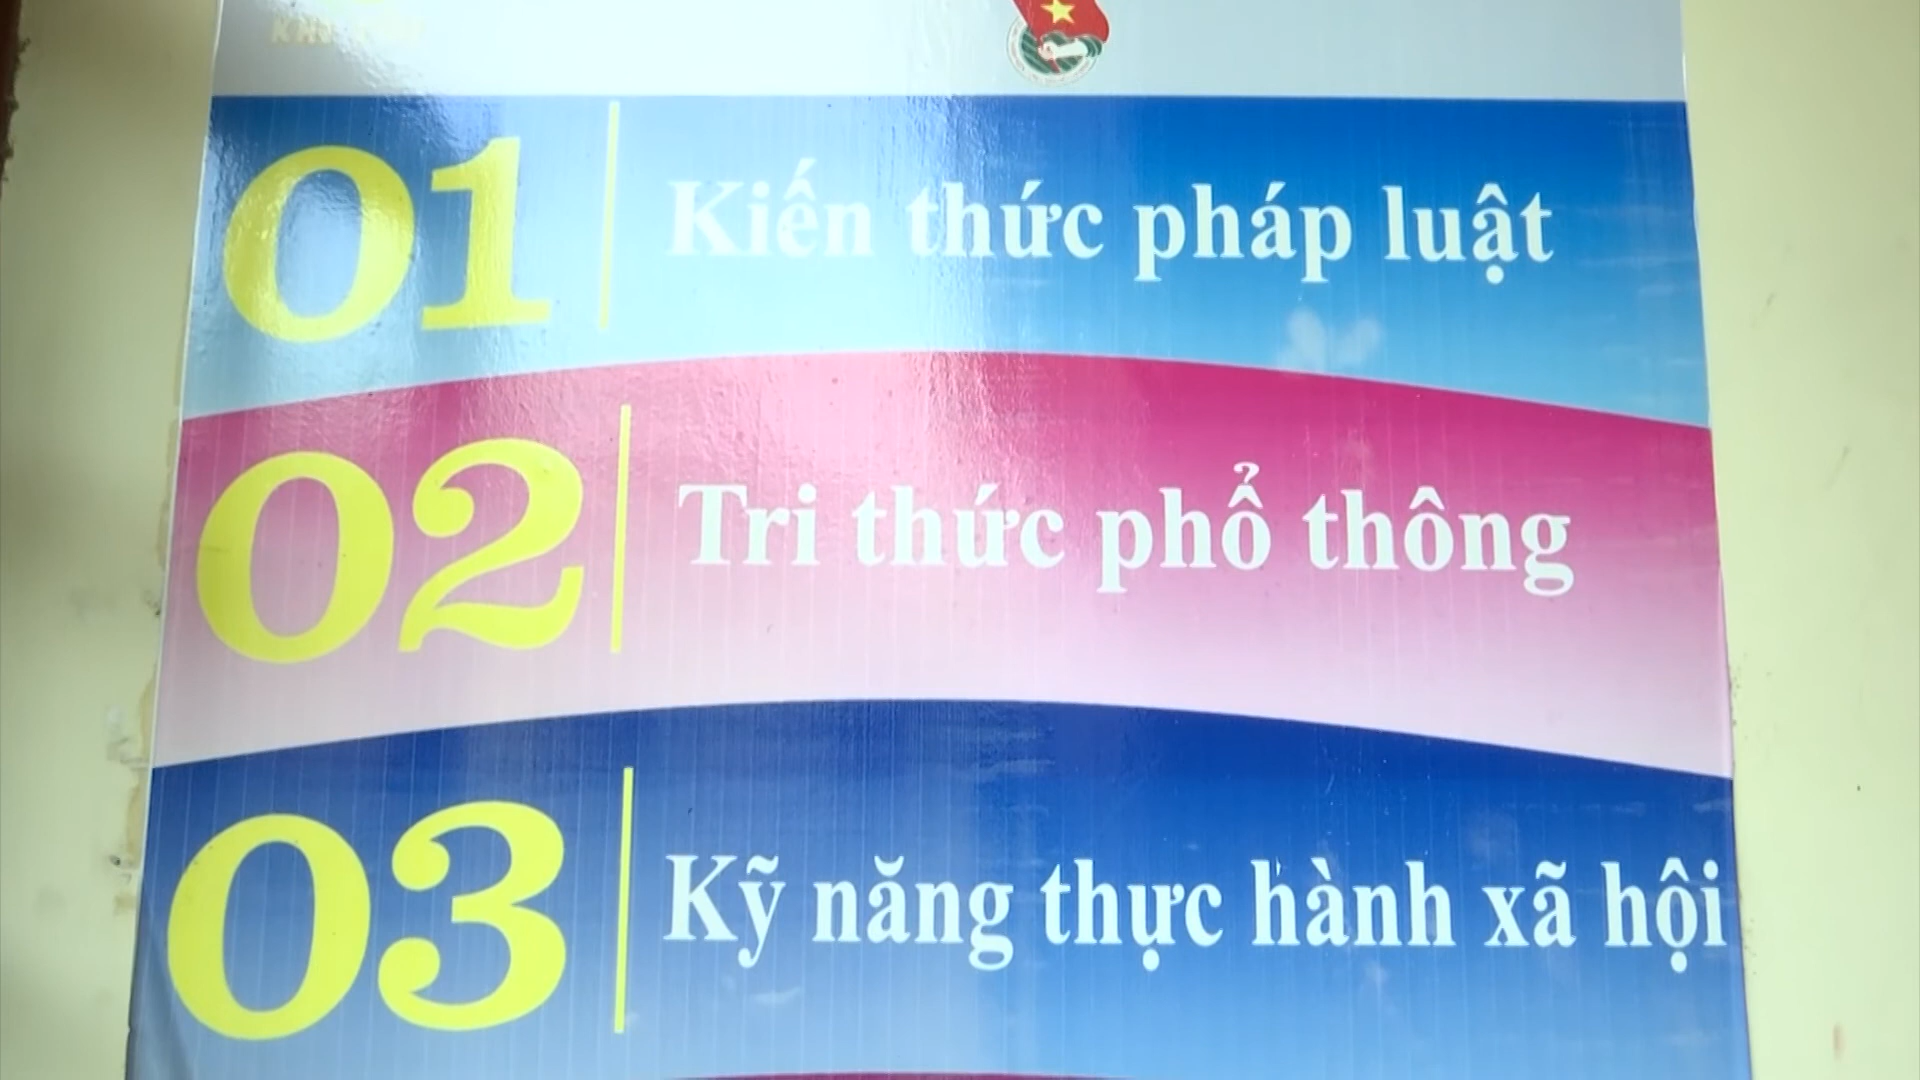 01 Kiến thức pháp luật
02 Tri thức phổ thông
03 Kỹ năng thực hành xã hội